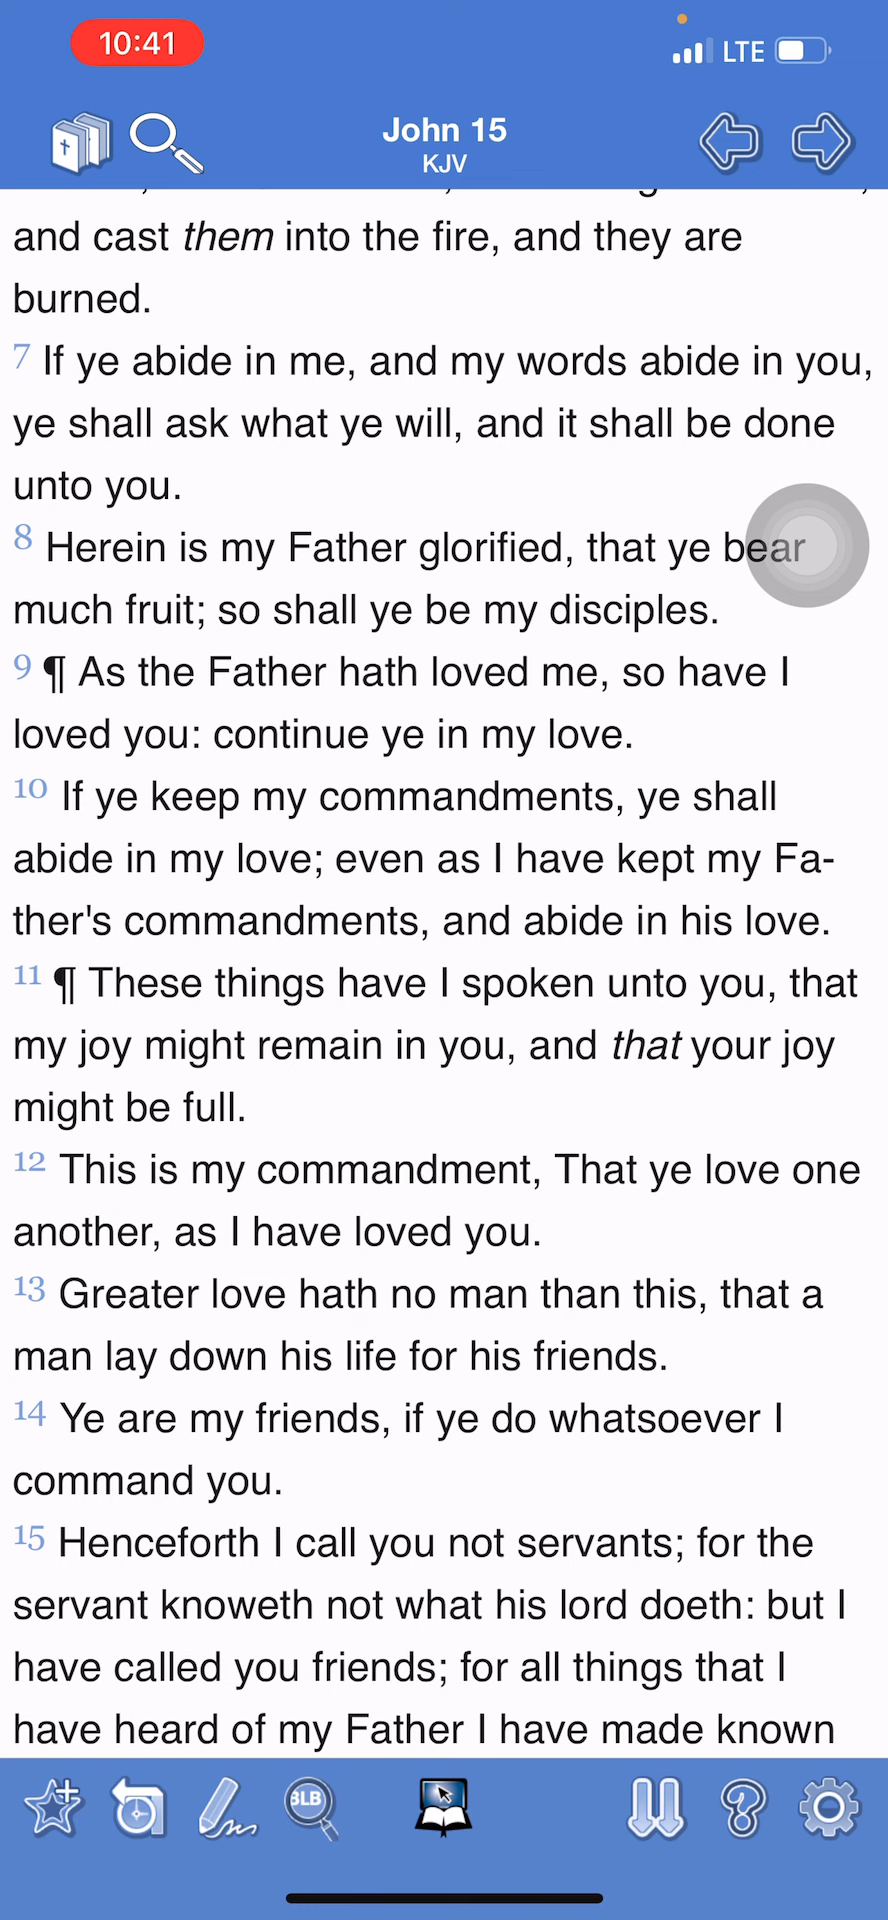 10:41
LTE
John 15
KJV
and cast them into the fire, and they are
burned.
7 If ye abide in me, and my words abide in you,
ye shall ask what ye will, and it shall be done
unto you.
8 Herein is my Father glorified, that ye bear
much fruit; so shall ye be my disciples.
9 ¶ As the Father hath loved me, so have I
loved you: continue ye in my love.
10 If ye keep my commandments, ye shall
abide in my love; even as I have kept my Fa-
ther's commandments, and abide in his love.
11 ¶ These things have I spoken unto you, that
my joy might remain in you, and that your joy
might be full.
12 This is my commandment, That ye love one
another, as I have loved you.
13 Greater love hath no man than this, that a
man lay down his life for his friends.
14 Ye are my friends, if ye do whatsoever I
command you.
15 Henceforth I call you not servants; for the
servant knoweth not what his lord doeth: but I
have called you friends; for all things that I
have heard of my Father I have made known
BLB